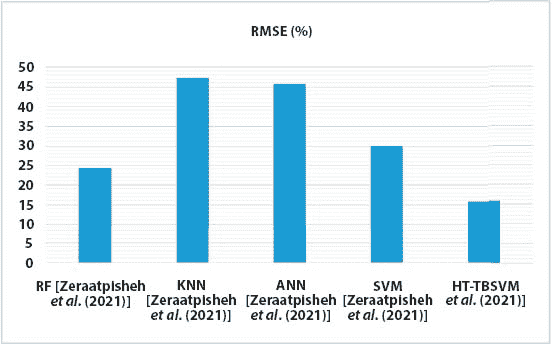 RMSE (%)
50
45
40
35
30
25
20
15
10
5
0
RF [Zeraatpisheh
et al. (2021)]
KNN
[Zeraatpisheh
et al. (2021)]
ANN
[Zeraatpisheh
et al. (2021)]
SVM
[Zeraatpisheh
et al. (2021)]
HT-TBSVM
et al. (2021)]